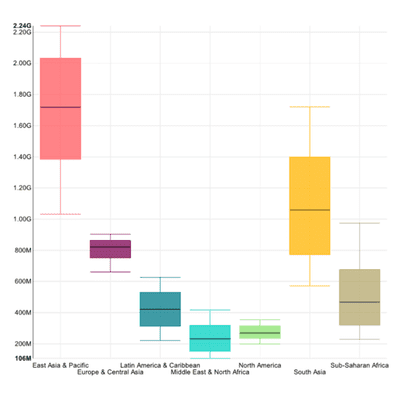 2.24G
2.20G
2.00G
1.80G
1.60G
1.40G
1.20G
1.00G
800M
600M
400M
200M
106M
East Asia & Pacific
Latin America & Caribbean
North America
Sub-Saharan Africa
Europe & Central Asia
Middle East & North Africa
South Asia